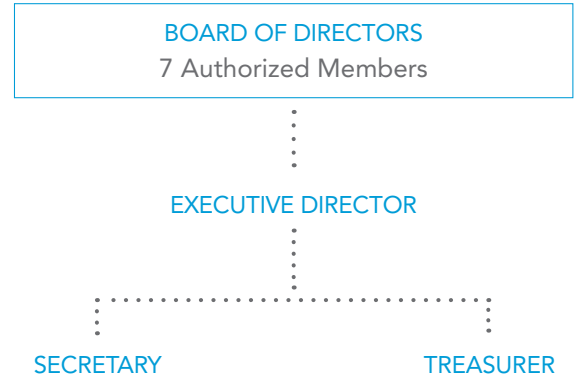 BOARD OF DIRECTORS
7 Authorized Members
EXECUTIVE DIRECTOR
SECRETARY
TREASURER